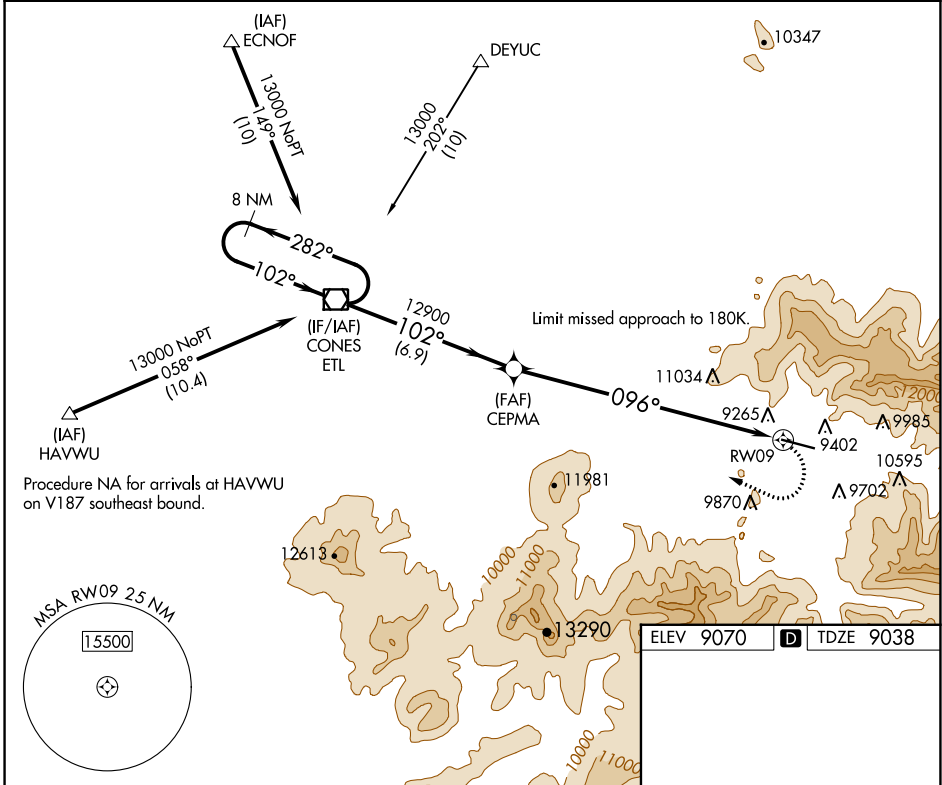 (IAF)
ECNOF
DEYUC
10347
13000 NoPT
149°
(10)
13000
202°
(10)
8 NM
282°
102°
(IF/IAF)
CONES
ETL
12900
102°
(6.9)
Limit missed approach to 180K.
13000 NoPT
058°
(10.4)
(IAF)
HAVWU
(FAF)
CEPMA
096°
11034
12000
9265
9402
9985
RW09
10595
9702
9870
Procedure NA for arrivals at HAVWU
on V187 southeast bound.
11981
12613
10000
11000
13290
MSA RW09 25 NM
15500
ELEV 9070 D TDZE 9038
10000
11000